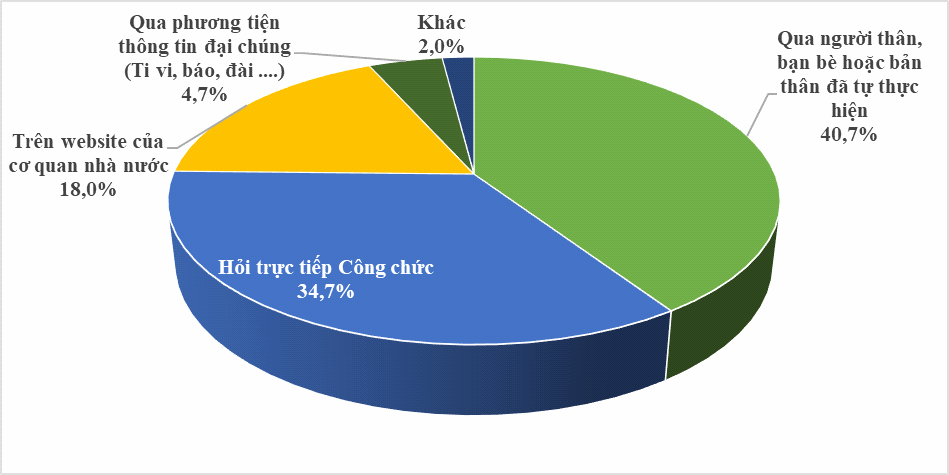 Qua phương tiện
thông tin đại chúng
(Ti vi, báo, đài ....)
4,7%
Khác
2,0%
Qua người thân,
bạn bè hoặc bản
thân đã tự thực
hiện
40,7%
Trên website của
cơ quan nhà nước
18,0%
Hỏi trực tiếp Công chức
34,7%